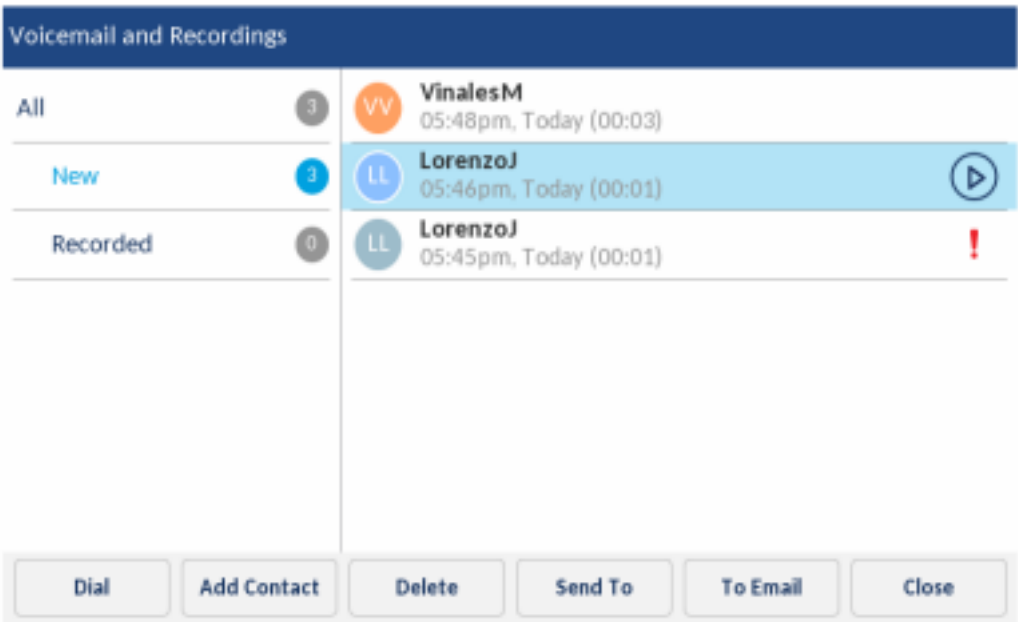 Voicemail and Recordings
All 3
New 3
Recorded 0
VV VinalesM
05:48pm, Today (00:03)
LL LorenzoJ
05:46pm, Today (00:01)
LL LorenzoJ
05:45pm, Today (00:01)
!
Dial Add Contact Delete Send To To Email Close